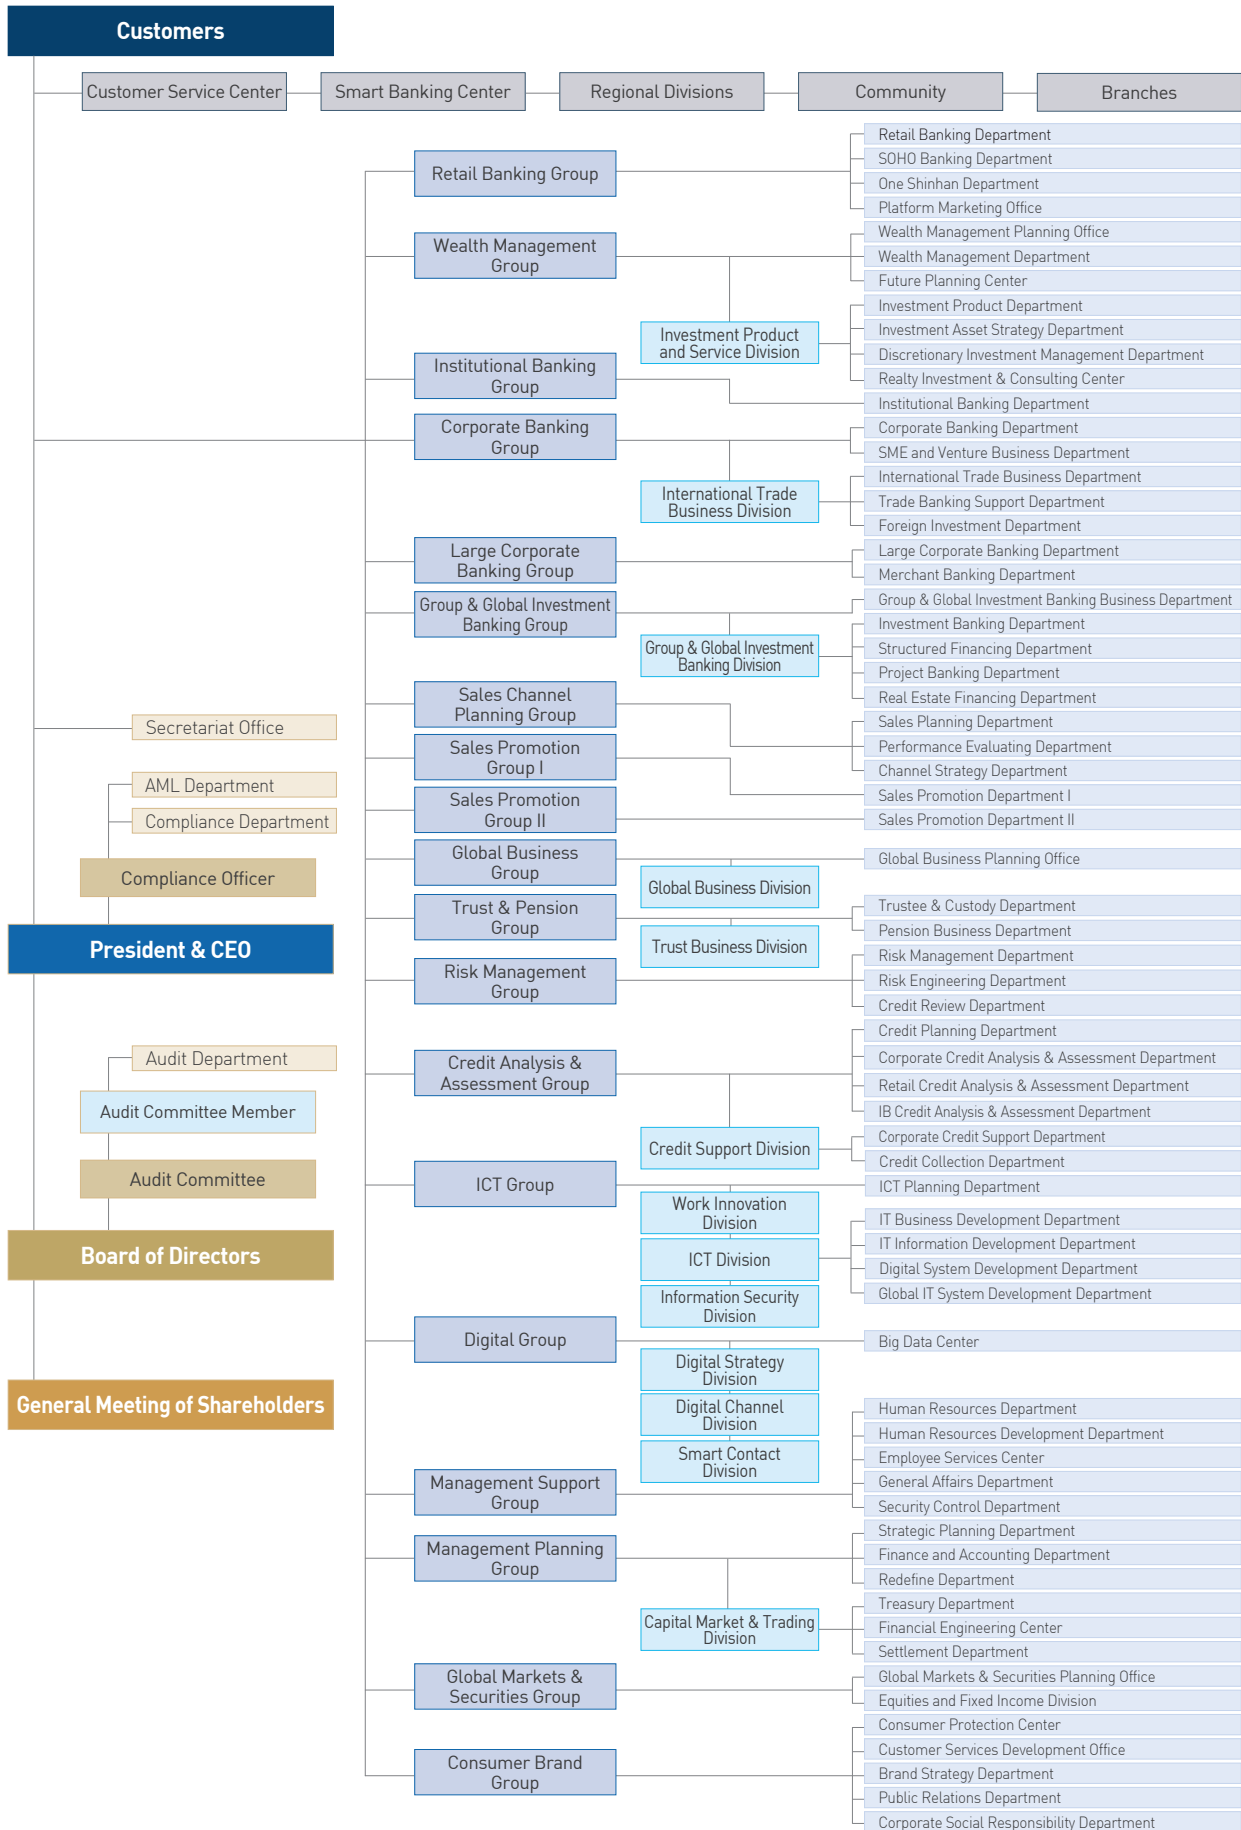 Customers
Customer Service Center
Smart Banking Center
Regional Divisions
Community
Branches
Retail Banking Group
Retail Banking Department
SOHO Banking Department
One Shinhan Department
Platform Marketing Office
Wealth Management
Group
Wealth Management Planning Office
Wealth Management Department
Future Planning Center
Investment Product
and Service Division
Investment Product Department
Investment Asset Strategy Department
Discretionary Investment Management Department
Realty Investment & Consulting Center
Institutional Banking
Group
Institutional Banking Department
Corporate Banking
Group
Corporate Banking Department
SME and Venture Business Department
International Trade
Business Division
International Trade Business Department
Trade Banking Support Department
Foreign Investment Department
Large Corporate
Banking Group
Large Corporate Banking Department
Merchant Banking Department
Group & Global Investment
Banking Group
Group & Global Investment Banking Business Department
Group & Global Investment
Banking Division
Investment Banking Department
Structured Financing Department
Project Banking Department
Real Estate Financing Department
Sales Channel
Planning Group
Sales Planning Department
Performance Evaluating Department
Channel Strategy Department
Sales Promotion
Group I
Sales Promotion Department I
Sales Promotion
Group II
Sales Promotion Department II
Global Business
Group
Global Business Planning Office
Global Business Division
Trust & Pension
Group
Trustee & Custody Department
Pension Business Department
Trust Business Division
Risk Management
Group
Risk Management Department
Risk Engineering Department
Credit Review Department
Credit Analysis &
Assessment Group
Credit Planning Department
Corporate Credit Analysis & Assessment Department
Retail Credit Analysis & Assessment Department
IB Credit Analysis & Assessment Department
Credit Support Division
Corporate Credit Support Department
Credit Collection Department
ICT Group
ICT Planning Department
Work Innovation
Division
ICT Division
IT Business Development Department
IT Information Development Department
Digital System Development Department
Global IT System Development Department
Information Security
Division
Digital Group
Big Data Center
Digital Strategy
Division
Digital Channel
Division
Smart Contact
Division
Management Support
Group
Human Resources Department
Human Resources Development Department
Employee Services Center
General Affairs Department
Security Control Department
Management Planning
Group
Strategic Planning Department
Finance and Accounting Department
Redefine Department
Capital Market & Trading
Division
Treasury Department
Financial Engineering Center
Settlement Department
Global Markets &
Securities Group
Global Markets & Securities Planning Office
Equities and Fixed Income Division
Consumer Brand
Group
Consumer Protection Center
Customer Services Development Office
Brand Strategy Department
Public Relations Department
Corporate Social Responsibility Department
Secretariat Office
AML Department
Compliance Department
Compliance Officer
President & CEO
Audit Department
Audit Committee Member
Audit Committee
Board of Directors
General Meeting of Shareholders